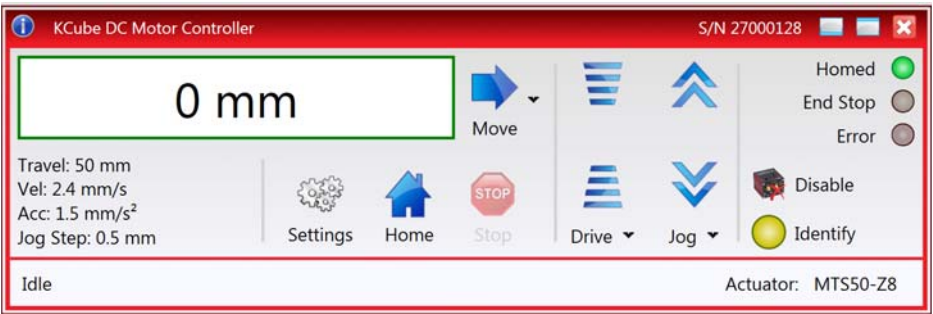 KCube DC Motor Controller S/N 27000128
0 mm
Move
Homed
End Stop
Error
Travel: 50 mm
Vel: 2.4 mm/s
Acc: 1.5 mm/s²
Jog Step: 0.5 mm
Settings
Home
STOP
Stop
Drive
Jog
Disable
Identify
Idle
Actuator: MTS50-Z8